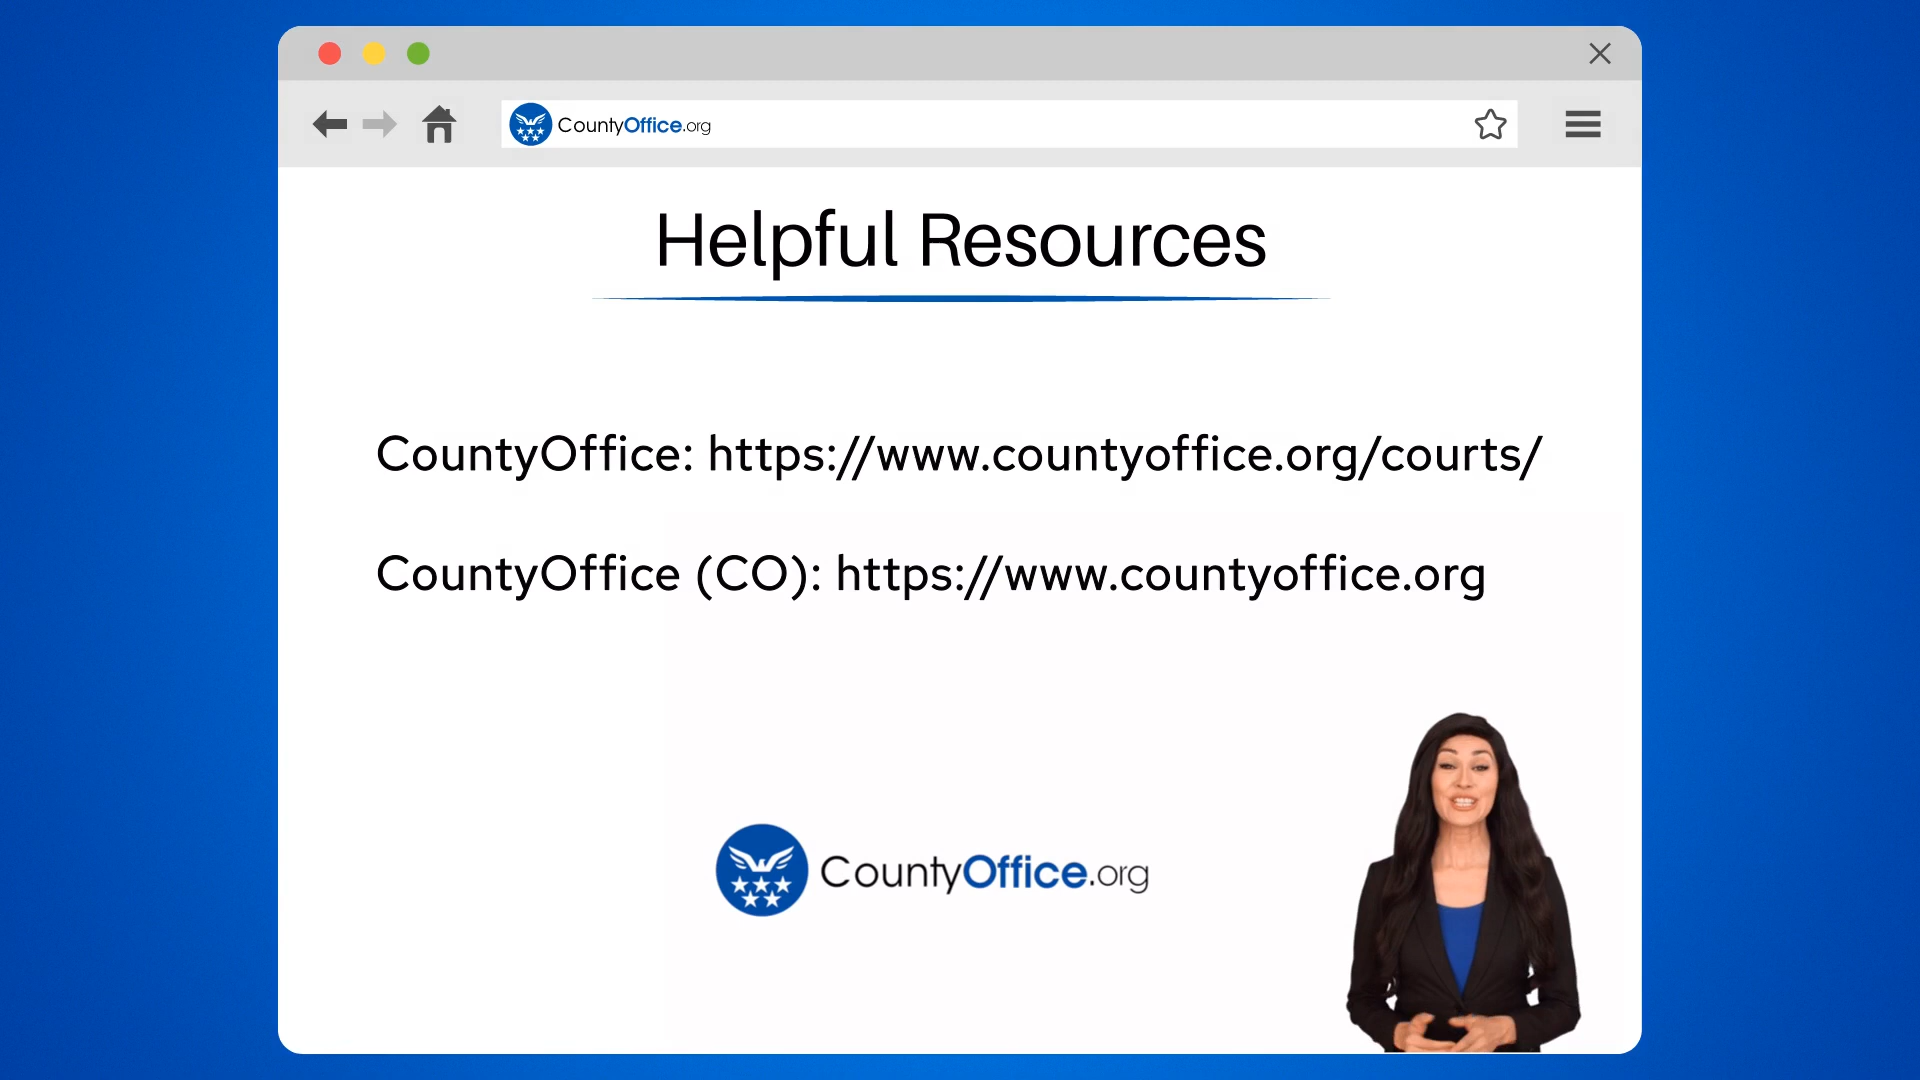 CountyOffice.org
Helpful Resources
CountyOffice: https://www.countyoffice.org/courts/
CountyOffice (CO): https://www.countyoffice.org
CountyOffice.org